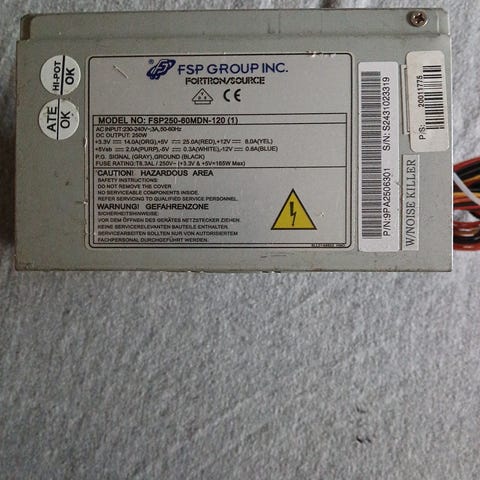 FSP GROUP INC.
FORTRON/SOURCE
CE
MODEL NO: FSP250-60MDN-120 (1)
AC INPUT:230-240V~,3A,50-60Hz
DC OUTPUT: 250W
+3.3V 14.0A(ORG),+5V 25.0A(RED),+12V 8.0A(YEL)
+5Vsb 2.0A(PURP),-5V 0.3A(WHITE),-12V 0.8A(BLUE)
P.G. SIGNAL (GRAY),GROUND (BLACK)
FUSE RATING:T6.3AL / 250V~ (+3.3V & +5V=165W Max)
CAUTION! HAZARDOUS AREA
SAFETY INSTRUCTIONS:
DO NOT REMOVE THE COVER
NO SERVICEABLE COMPONENTS INSIDE.
REFER SERVICING TO QUALIFIED SERVICE PERSONNEL.
WARNUNG! GEFAHRENZONE
SICHERHEITSHINWEIS:
VOR DEM ÖFFNEN DES GERÄTES NETZSTECKER ZIEHEN.
KEINE SERVICERELEVANTEN BAUTEILE ENTHALTEN.
SERVICEARBEITEN SOLLTEN NUR VON AUTORISIERTEM
FACHPERSONAL DURCHGEFÜHRT WERDEN.
HI-POT
OK
ATE
OK
P/N:9PA2506301
S/N: S2431023319
W/NOISE KILLER
P/S:
20011775